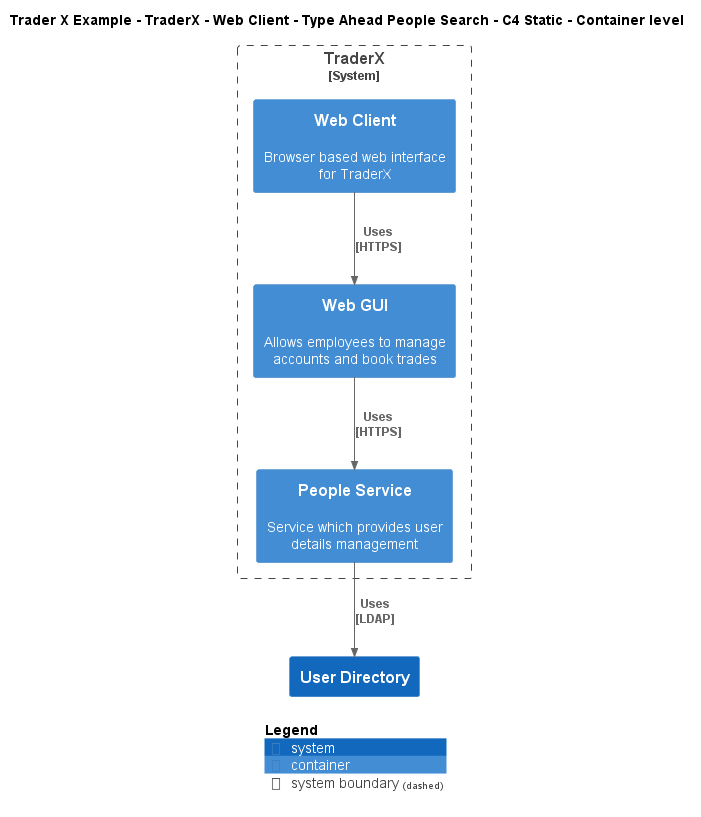 Trader X Example - TraderX - Web Client - Type Ahead People Search - C4 Static - Container level
TraderX
[System]
Web Client
Browser based web interface
for TraderX
Uses
[HTTPS]
Web GUI
Allows employees to manage
accounts and book trades
Uses
[HTTPS]
People Service
Service which provides user
details management
Uses
[LDAP]
User Directory
Legend
system
container
system boundary (dashed)